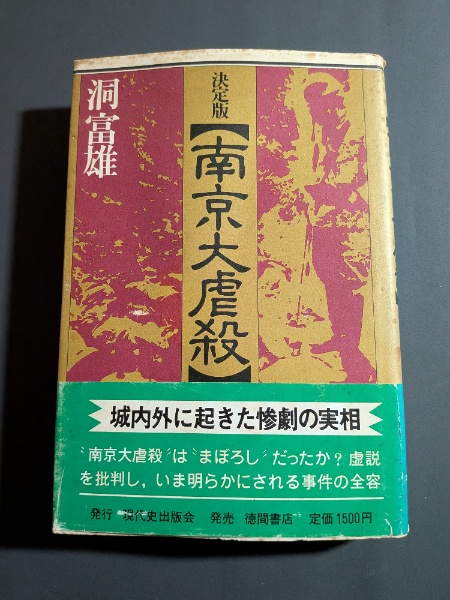 決定版
【南京大虐殺】
洞富雄
城内外に起きた惨劇の実相
〝南京大虐殺〟は〝まぼろし〟だったか？虚説
を批判し，いま明らかにされる事件の全容
発行 現代史出版会 発売 徳間書店 定価1500円